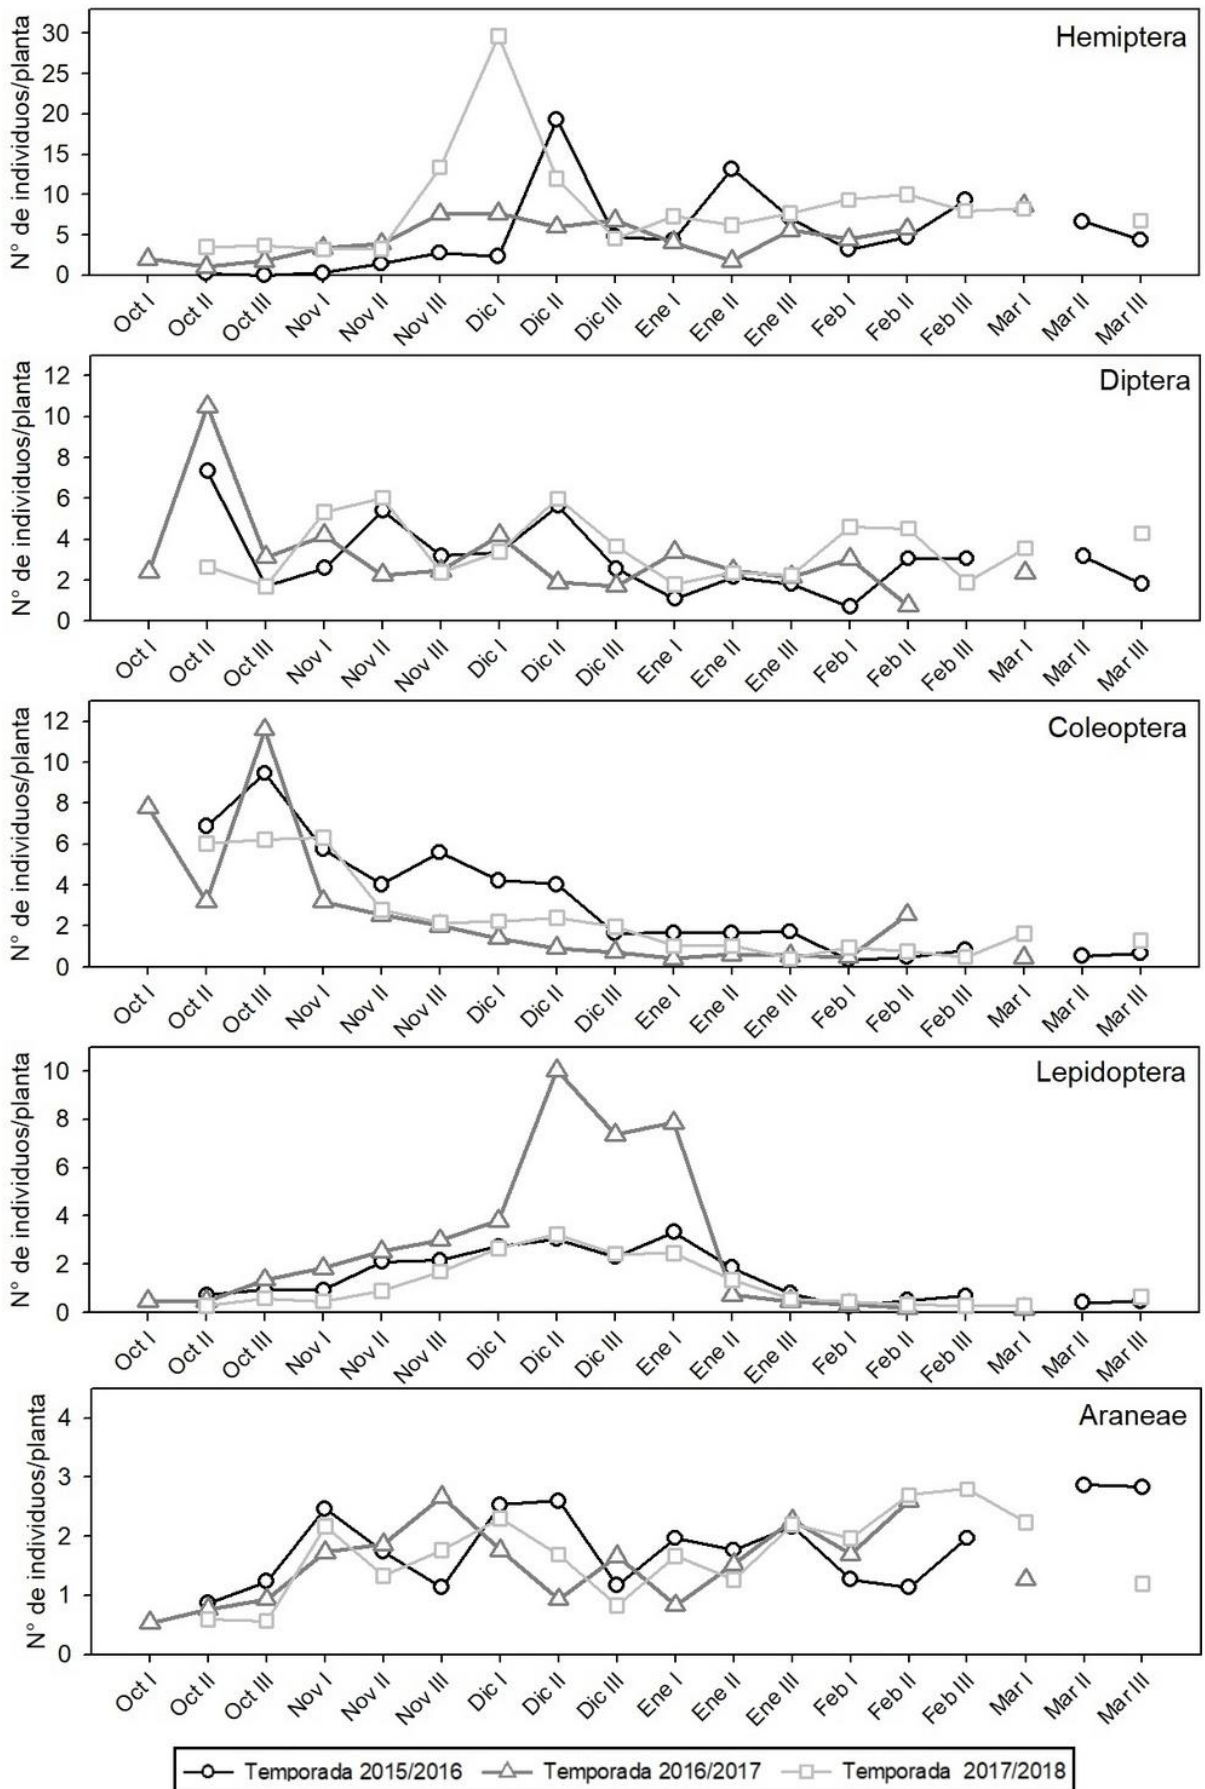 Hemiptera
N° de individuos/planta
30
25
20
15
10
5
0
Oct I Oct II Oct III Nov I Nov II Nov III Dic I Dic II Dic III Ene I Ene II Ene III Feb I Feb II Feb III Mar I Mar II Mar III
Diptera
N° de individuos/planta
12
10
8
6
4
2
0
Oct I Oct II Oct III Nov I Nov II Nov III Dic I Dic II Dic III Ene I Ene II Ene III Feb I Feb II Feb III Mar I Mar II Mar III
Coleoptera
N° de individuos/planta
12
10
8
6
4
2
0
Oct I Oct II Oct III Nov I Nov II Nov III Dic I Dic II Dic III Ene I Ene II Ene III Feb I Feb II Feb III Mar I Mar II Mar III
Lepidoptera
N° de individuos/planta
10
8
6
4
2
0
Oct I Oct II Oct III Nov I Nov II Nov III Dic I Dic II Dic III Ene I Ene II Ene III Feb I Feb II Feb III Mar I Mar II Mar III
Araneae
N° de individuos/planta
4
3
2
1
0
Oct I Oct II Oct III Nov I Nov II Nov III Dic I Dic II Dic III Ene I Ene II Ene III Feb I Feb II Feb III Mar I Mar II Mar III
Temporada 2015/2016 Temporada 2016/2017 Temporada 2017/2018